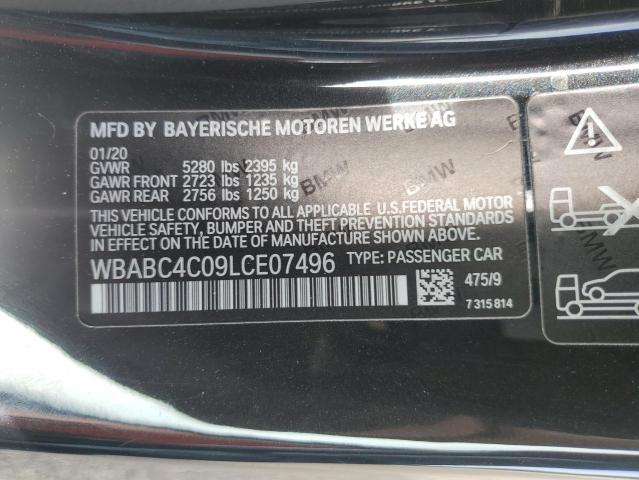 MFD BY BAYERISCHE MOTOREN WERKE AG
01/20
GVWR 5280 lbs 2395 kg
GAWR FRONT 2723 lbs 1235 kg
GAWR REAR 2756 lbs 1250 kg
THIS VEHICLE CONFORMS TO ALL APPLICABLE U.S.FEDERAL MOTOR
VEHICLE SAFETY, BUMPER AND THEFT PREVENTION STANDARDS
IN EFFECT ON THE DATE OF MANUFACTURE SHOWN ABOVE.
WBABC4C09LCE07496 TYPE: PASSENGER CAR
475/9
7 315 814